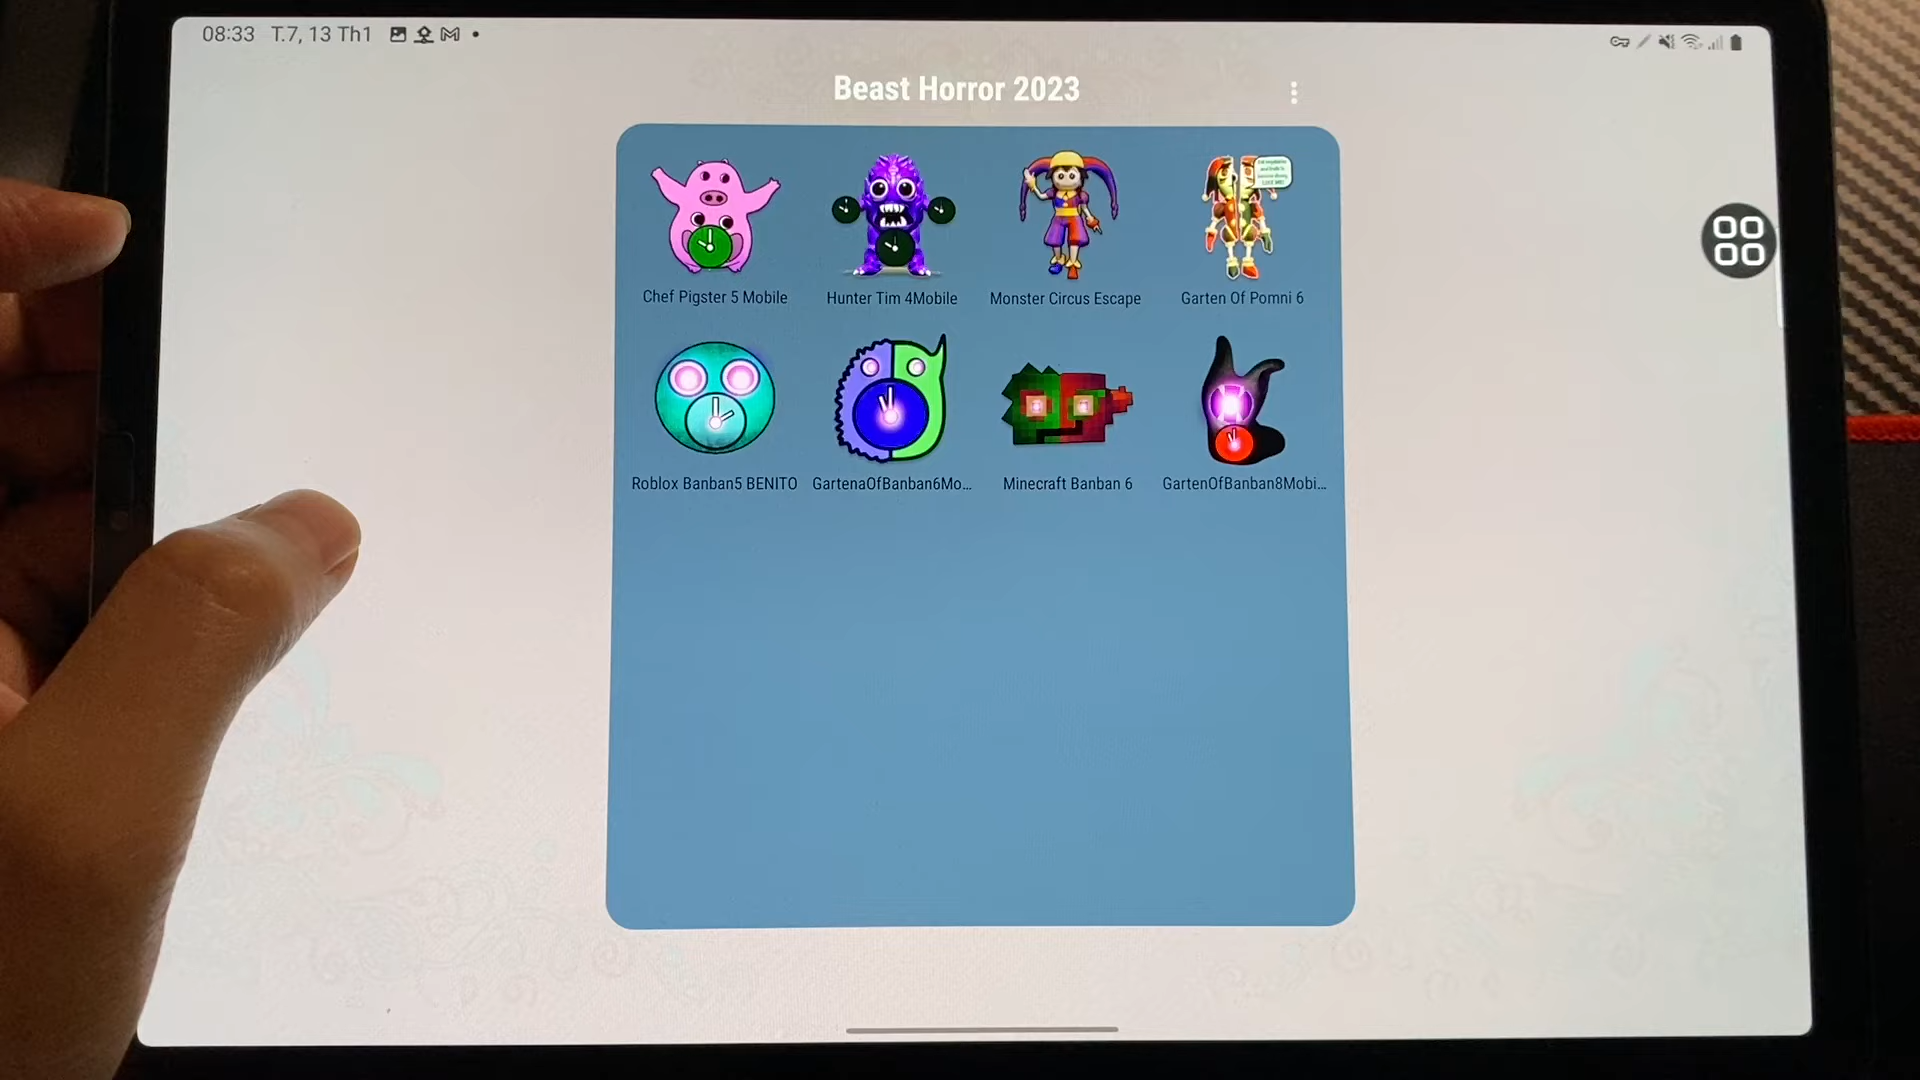 08:33 T.7, 13 Th1
Beast Horror 2023
Chef Pigster 5 Mobile
Hunter Tim 4Mobile
Monster Circus Escape
Garten Of Pomni 6
Roblox Banban5 BENITO
GartenaOfBanban6Mo...
Minecraft Banban 6
GartenOfBanban8Mobi...